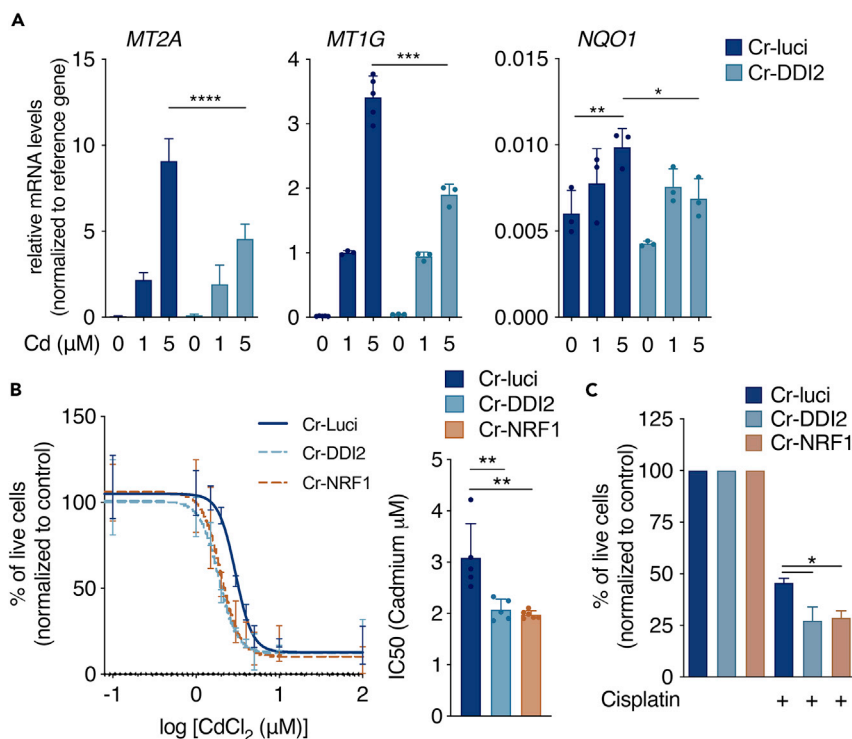 A
MT2A
MT1G
NQO1
Cr-luci
Cr-DDI2
relative mRNA levels
(normalized to reference gene)
15
10
5
0
****
4
3
2
1
0
***
0.015
0.010
0.005
0.000
**
*
Cd (µM)
0 1 5 0 1 5
0 1 5 0 1 5
0 1 5 0 1 5
B
% of live cells
(normalized to control)
150
100
50
0
-1 0 1 2
log [CdCl2 (µM)]
Cr-Luci
Cr-DDI2
Cr-NRF1
Cr-luci
Cr-DDI2
Cr-NRF1
IC50 (Cadmium µM)
5
4
3
2
1
0
**
**
C
Cr-luci
Cr-DDI2
Cr-NRF1
% of live cells
(normalized to control)
125
100
75
50
25
0
*
Cisplatin + + +